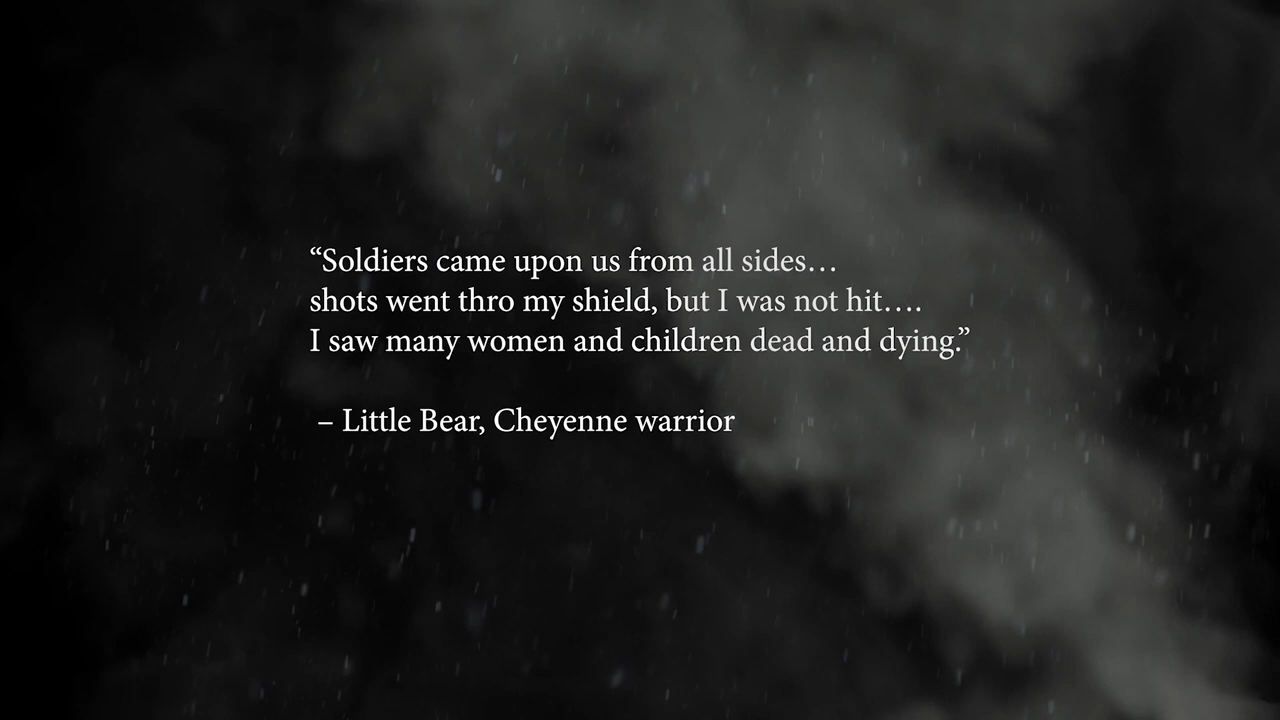 “Soldiers came upon us from all sides…
shots went thro my shield, but I was not hit….
I saw many women and children dead and dying.”
– Little Bear, Cheyenne warrior